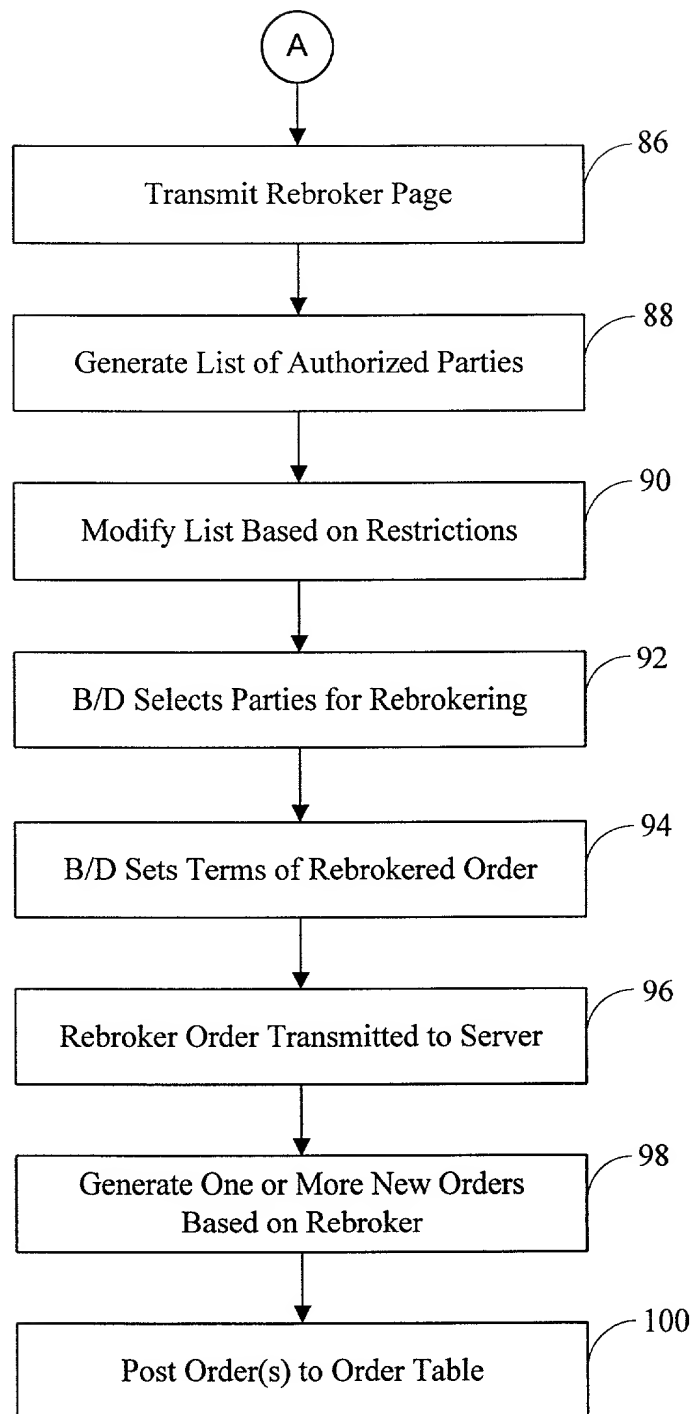 A
86
Transmit Rebroker Page
88
Generate List of Authorized Parties
90
Modify List Based on Restrictions
92
B/D Selects Parties for Rebrokering
94
B/D Sets Terms of Rebrokered Order
96
Rebroker Order Transmitted to Server
98
Generate One or More New Orders
Based on Rebroker
100
Post Order(s) to Order Table